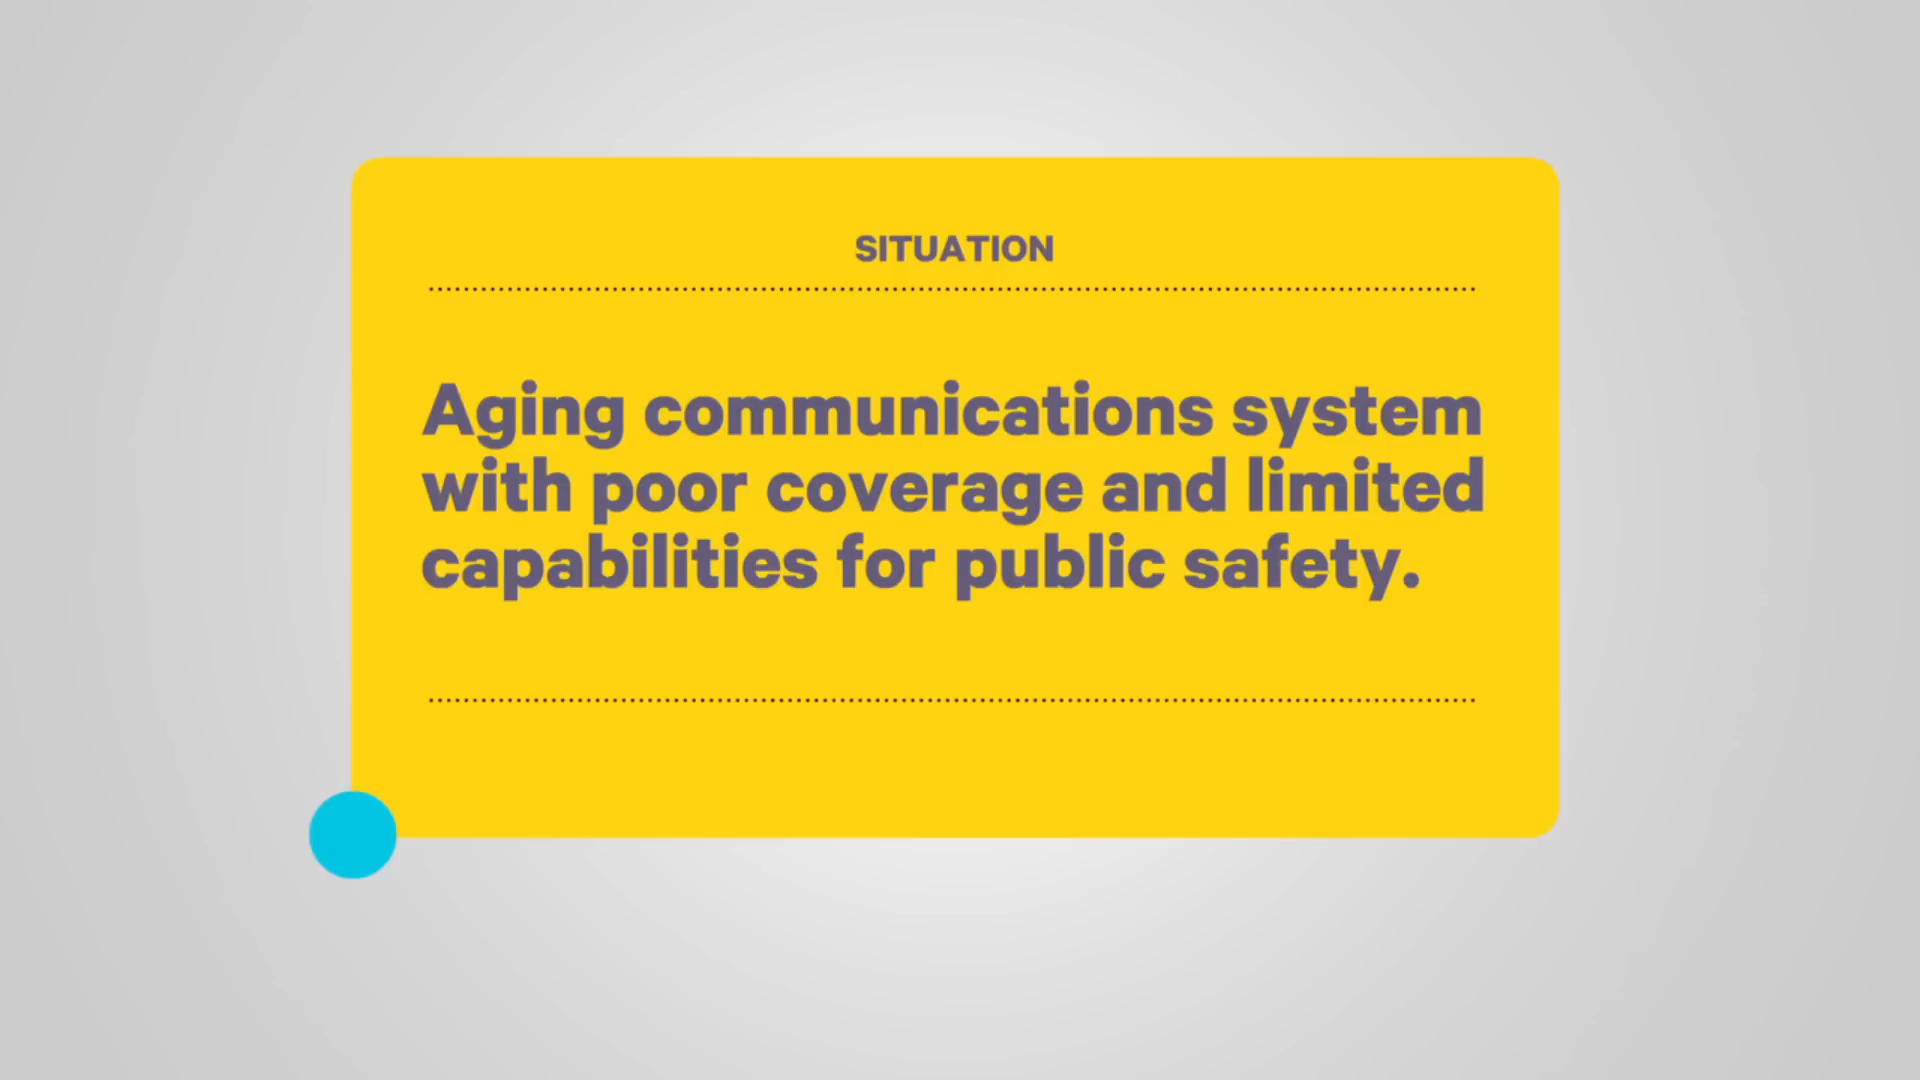 SITUATION
Aging communications system
with poor coverage and limited
capabilities for public safety.